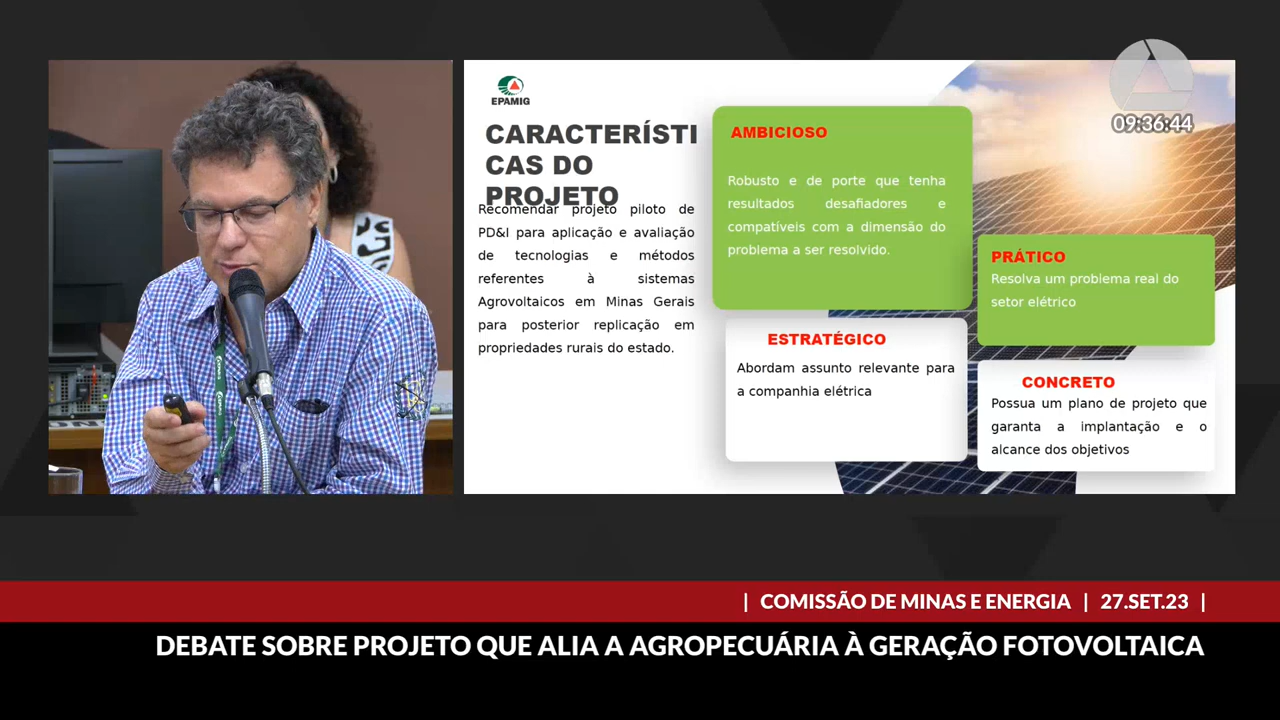 EPAMIG
CARACTERÍSTI
CAS DO
PROJETO
Recomendar projeto piloto de
PD&I para aplicação e avaliação
de tecnologias e métodos
referentes à sistemas
Agrovoltaicos em Minas Gerais
para posterior replicação em
propriedades rurais do estado.
AMBICIOSO
Robusto e de porte que tenha
resultados desafiadores e
compatíveis com a dimensão do
problema a ser resolvido.
ESTRATÉGICO
Abordam assunto relevante para
a companhia elétrica
09:36:44
PRÁTICO
Resolva um problema real do
setor elétrico
CONCRETO
Possua um plano de projeto que
garanta a implantação e o
alcance dos objetivos
| COMISSÃO DE MINAS E ENERGIA | 27.SET.23 |
DEBATE SOBRE PROJETO QUE ALIA A AGROPECUÁRIA À GERAÇÃO FOTOVOLTAICA